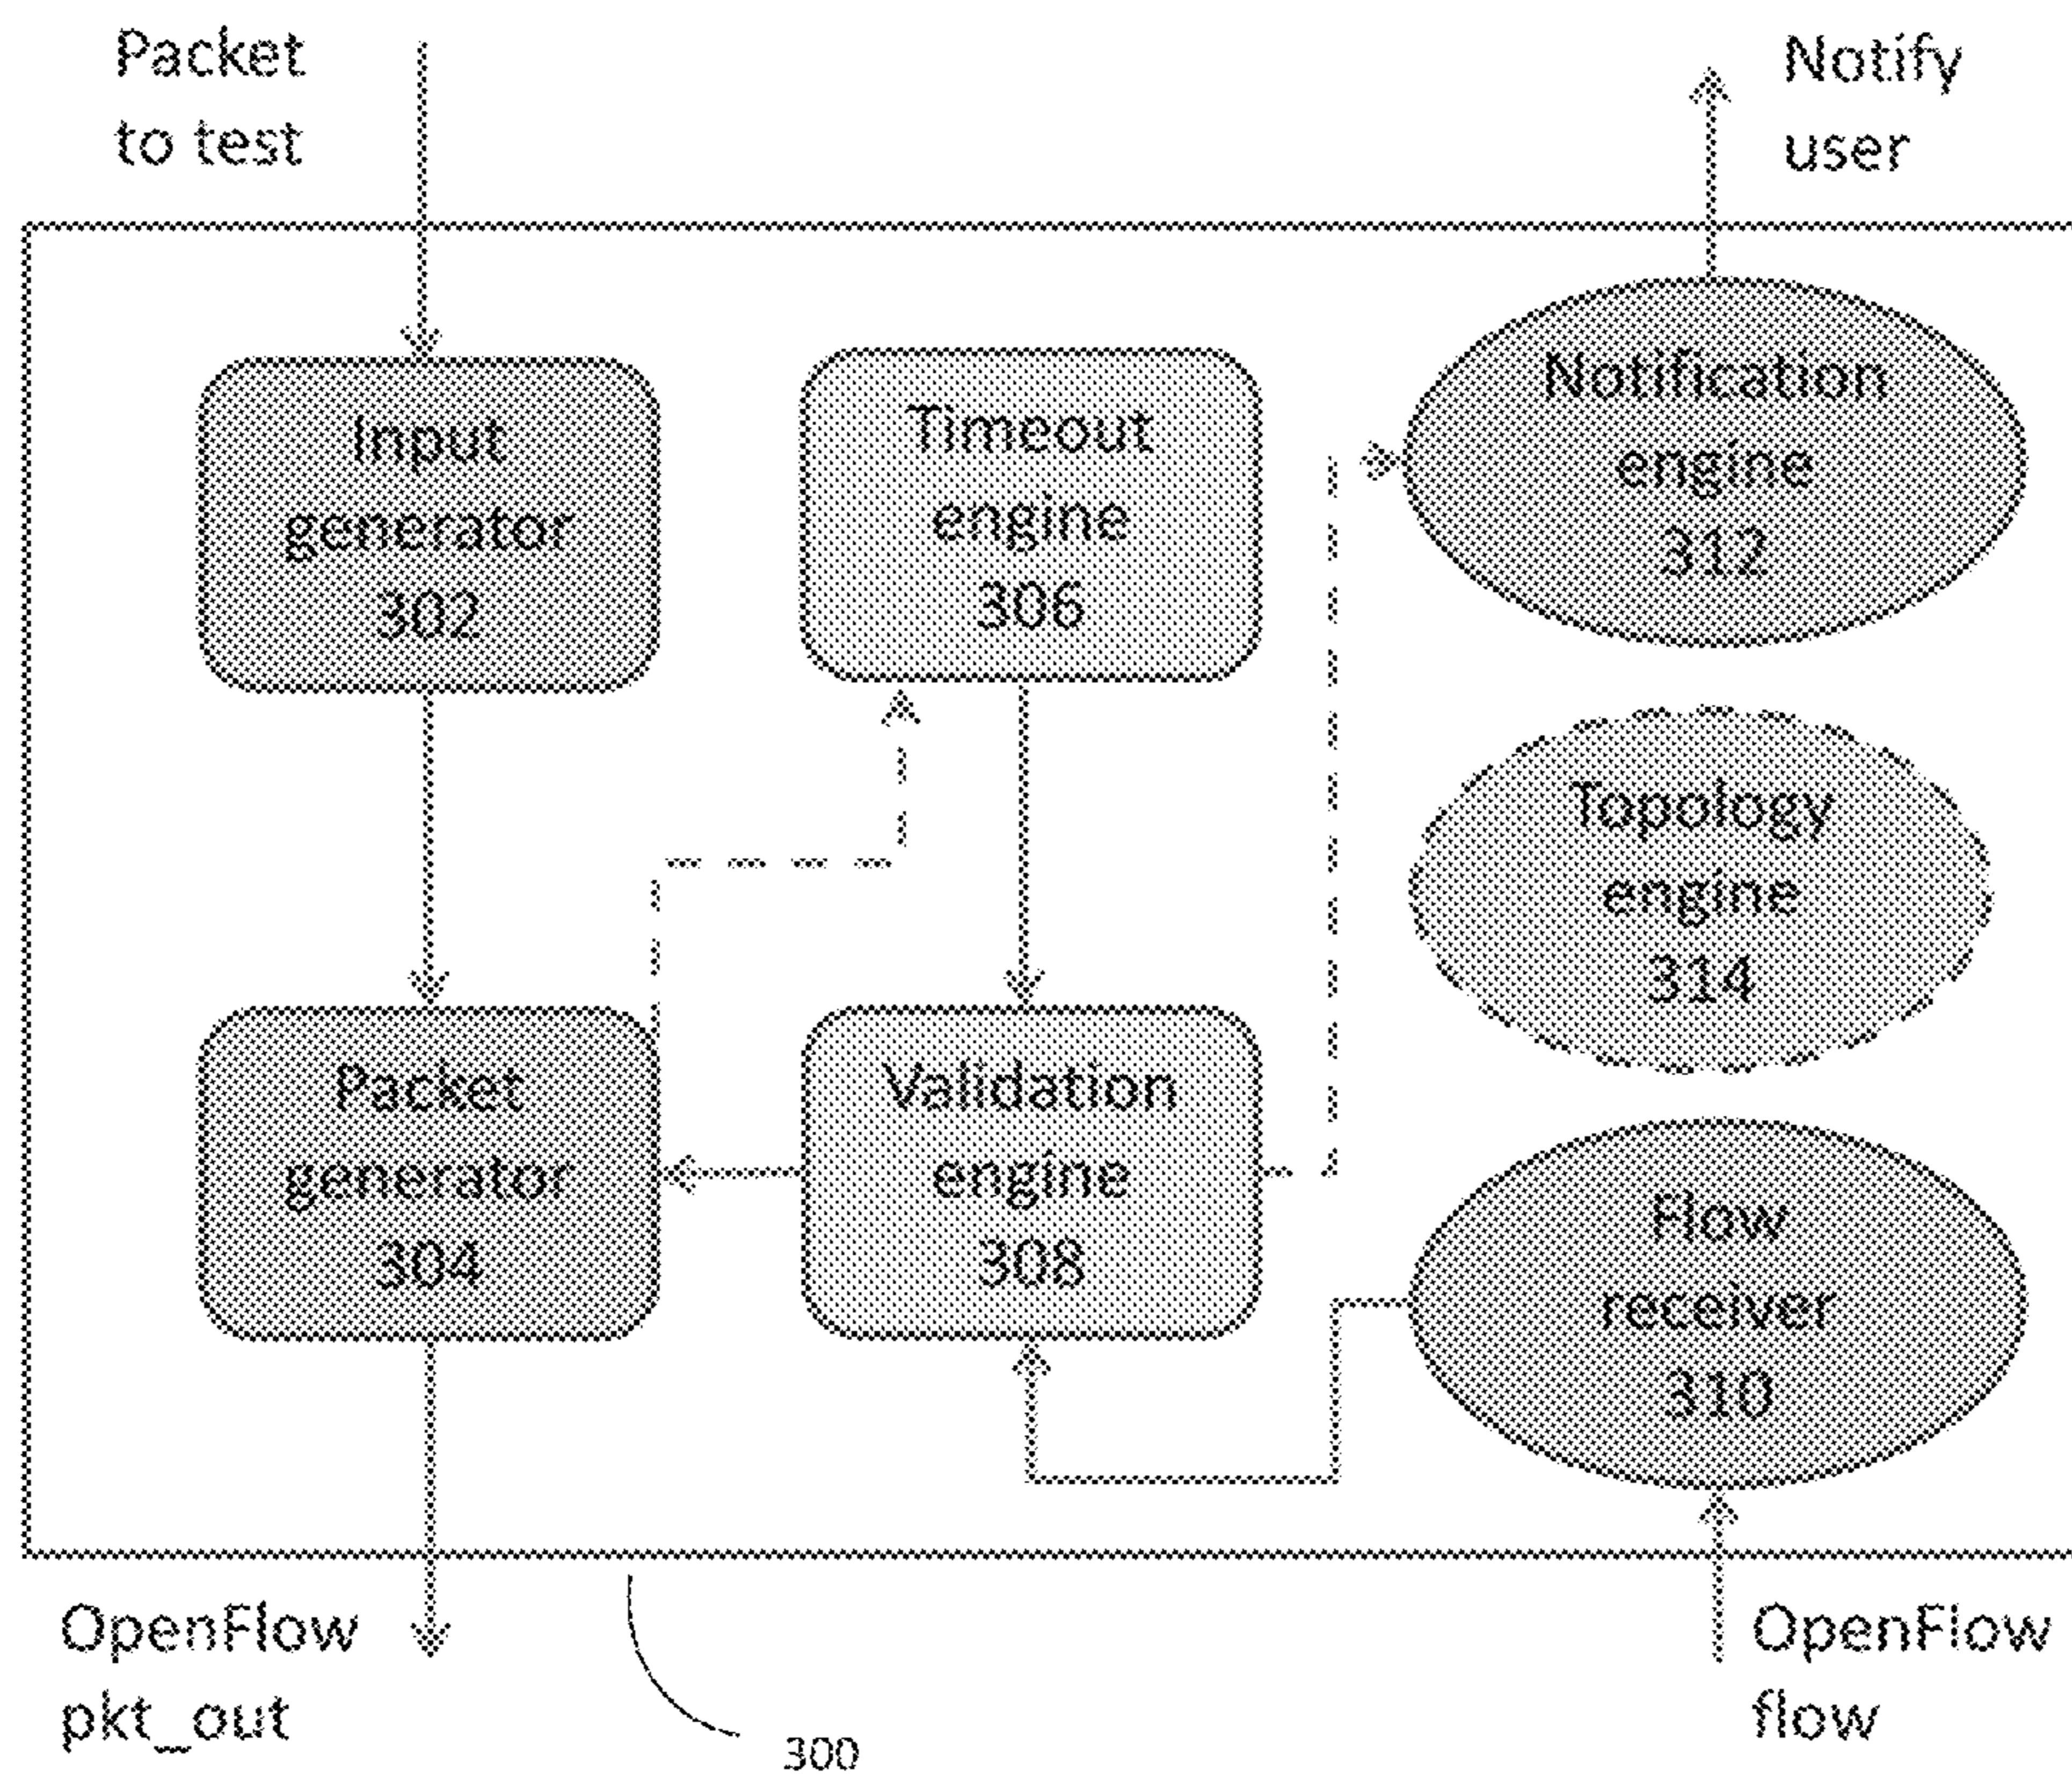 Packet
to test
Notify
user
Input
generator
302
Timeout
engine
306
Notification
engine
312
Topology
engine
314
Packet
generator
304
Validation
engine
308
Flow
receiver
310
OpenFlow
pkt_out
300
OpenFlow
flow